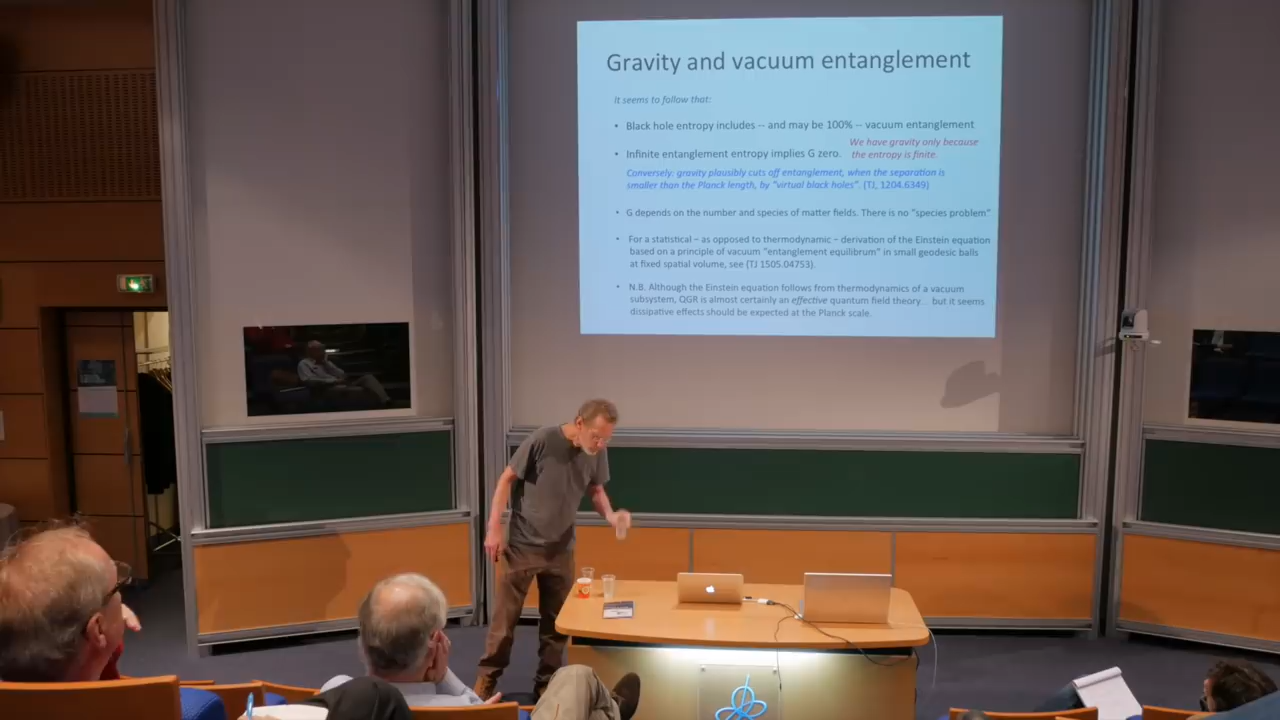 Gravity and vacuum entanglement
It seems to follow that:
• Black hole entropy includes -- and may be 100% -- vacuum entanglement
• Infinite entanglement entropy implies G zero.
We have gravity only because
the entropy is finite.
Conversely: gravity plausibly cuts off entanglement, when the separation is
smaller than the Planck length, by "virtual black holes". (TJ, 1204.6349)
• G depends on the number and species of matter fields. There is no "species problem"
• For a statistical – as opposed to thermodynamic – derivation of the Einstein equation
based on a principle of vacuum "entanglement equilibrium" in small geodesic balls
at fixed spatial volume, see (TJ 1505.04753).
• N.B. Although the Einstein equation follows from thermodynamics of a vacuum
subsystem, QGR is almost certainly an effective quantum field theory... but it seems
dissipative effects should be expected at the Planck scale.